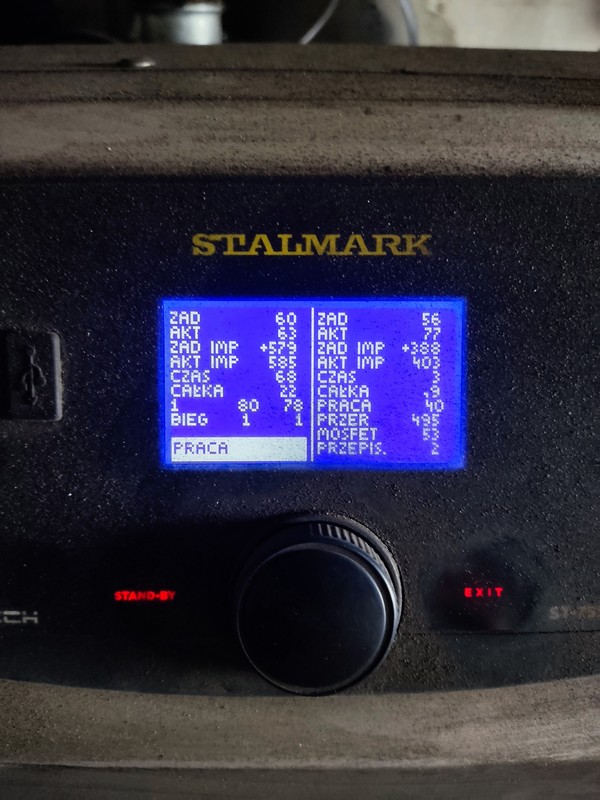 STALMARK
ZAD 60
AKT 63
ZAD IMP +579
AKT IMP 585
CZAS 68
CAŁKA 22
1 80 78
BIEG 1 1
PRACA
ZAD 56
AKT 77
ZAD IMP +388
AKT IMP 403
CZAS
CAŁKA
PRACA 40
PRZER 495
MOSFET 53
PRZEPIS. 2
STAND-BY
EXIT